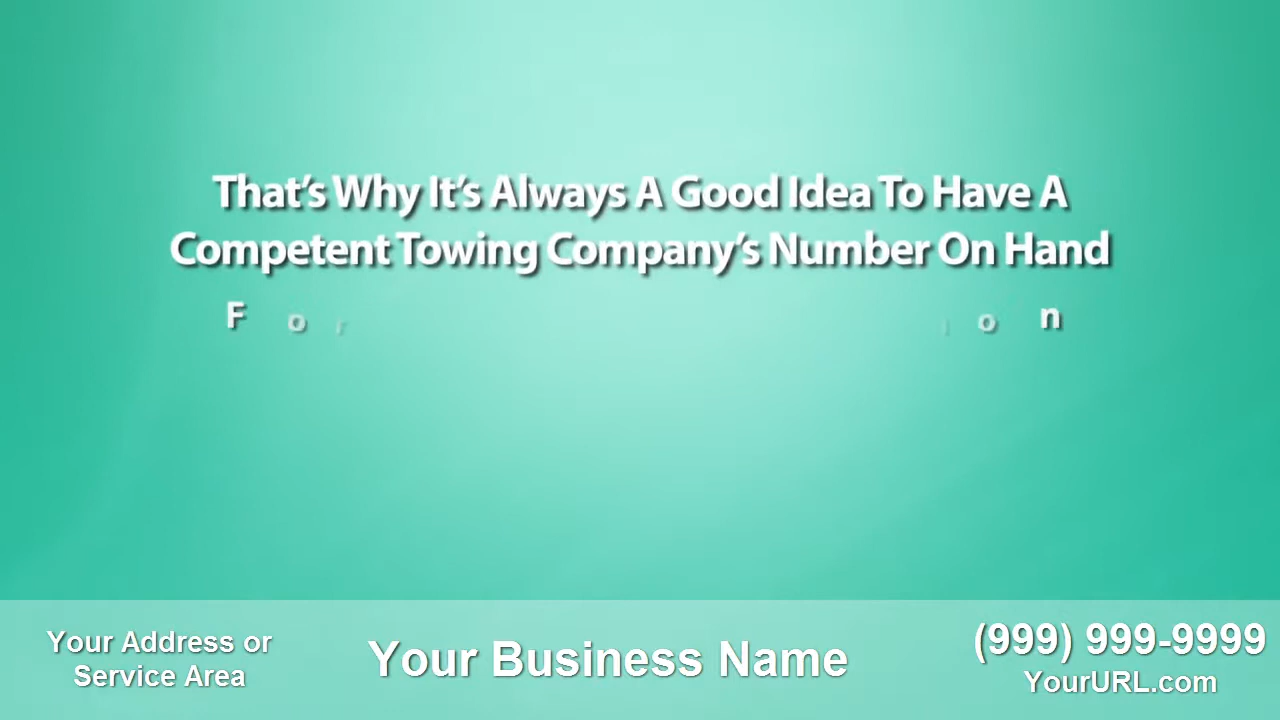 That's Why It's Always A Good Idea To Have A
Competent Towing Company's Number On Hand
For
Your Address or
Service Area
Your Business Name
(999) 999-9999
YourURL.com